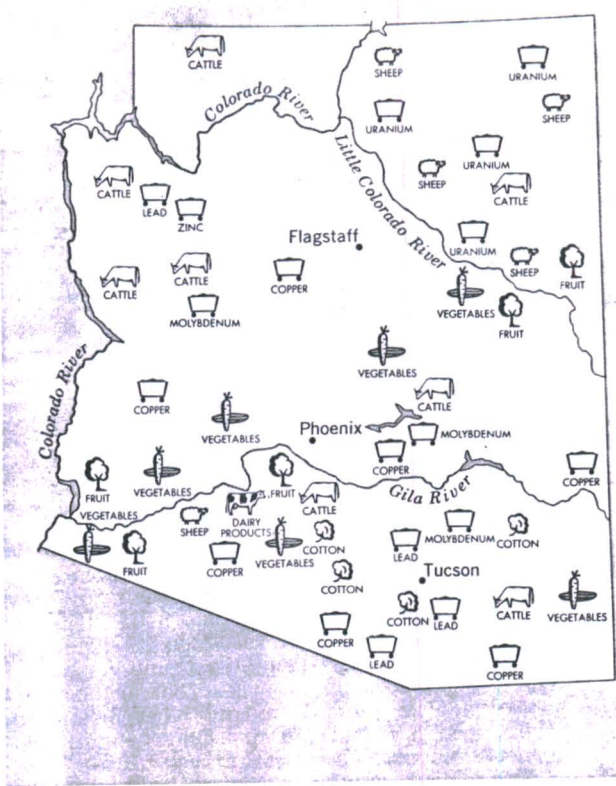 CATTLE
SHEEP
URANIUM
SHEEP
Colorado River
URANIUM
Little Colorado River
URANIUM
SHEEP
CATTLE
CATTLE
LEAD
ZINC
Flagstaff
URANIUM
SHEEP
FRUIT
CATTLE
CATTLE
COPPER
MOLYBDENUM
VEGETABLES
FRUIT
VEGETABLES
Colorado River
COPPER
CATTLE
VEGETABLES
Phoenix
MOLYBDENUM
COPPER
COPPER
FRUIT
VEGETABLES
FRUIT
CATTLE
Gila River
VEGETABLES
SHEEP
DAIRY
PRODUCTS
VEGETABLES
COTTON
LEAD
MOLYBDENUM
COTTON
FRUIT
COPPER
COTTON
Tucson
COTTON
LEAD
CATTLE
VEGETABLES
COPPER
LEAD
COPPER